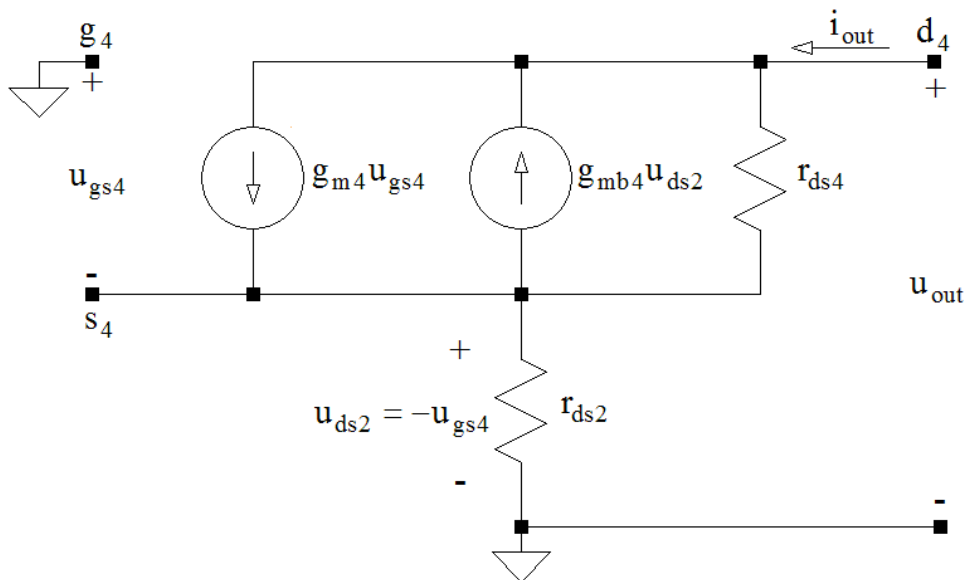 g4
+
iout
d4
+
ugs4
gm4ugs4
gmb4uds2
rds4
-
s4
uout
+
uds2 = −ugs4
rds2
-
-